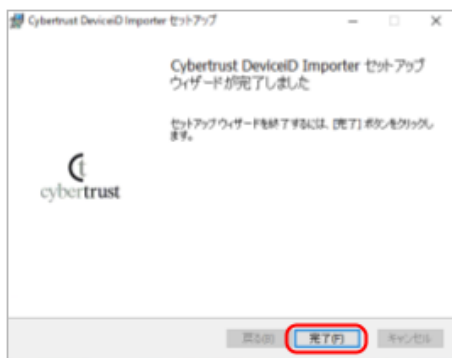 Cybertrust DeviceiD Importer セットアップ
Cybertrust DeviceiD Importer セットアップ
ウィザードが完了しました
セットアップ ウィザードを終了するには、[完了] ボタンをクリックし
ます。
cybertrust
戻る(B)
完了(F)
キャンセル